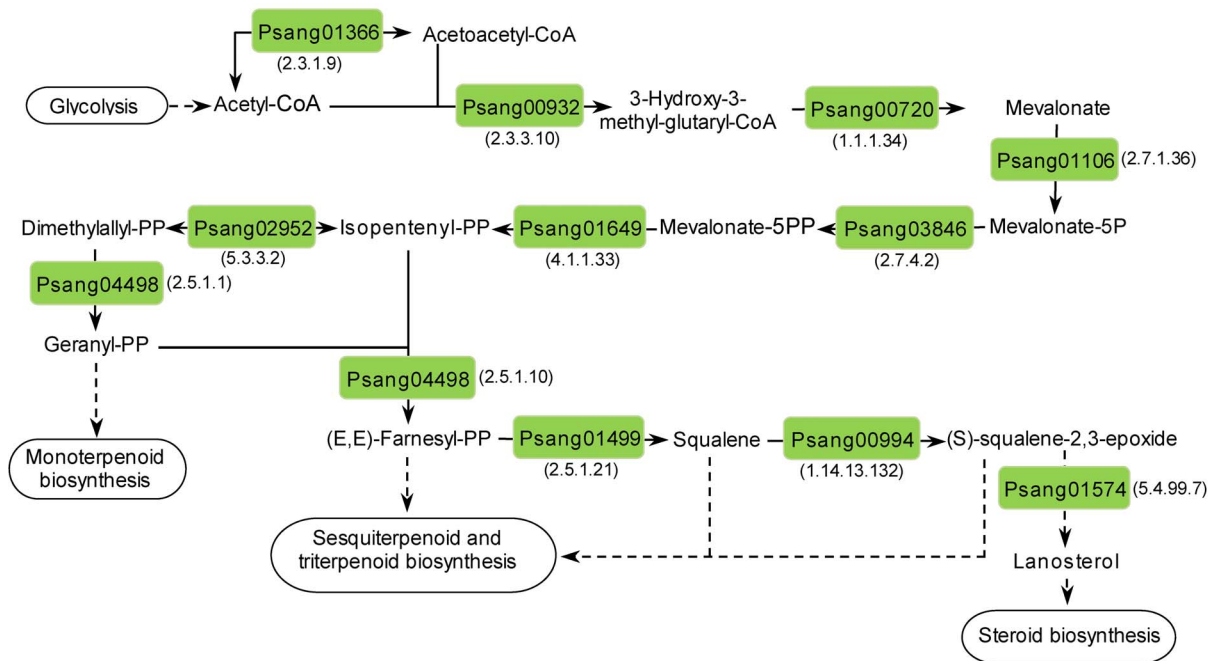 Psang01366
Acetoacetyl-CoA
(2.3.1.9)
Glycolysis
Acetyl-CoA
Psang00932
(2.3.3.10)
3-Hydroxy-3-
methyl-glutaryl-CoA
Psang00720
(1.1.1.34)
Mevalonate
Psang01106
(2.7.1.36)
Dimethylallyl-PP
Psang02952
(5.3.3.2)
Isopentenyl-PP
Psang01649
(4.1.1.33)
Mevalonate-5PP
Psang03846
(2.7.4.2)
Mevalonate-5P
Psang04498
(2.5.1.1)
Geranyl-PP
Psang04498
(2.5.1.10)
Monoterpenoid
biosynthesis
(E,E)-Farnesyl-PP
Psang01499
(2.5.1.21)
Squalene
Psang00994
(1.14.13.132)
(S)-squalene-2,3-epoxide
Psang01574
(5.4.99.7)
Sesquiterpenoid and
triterpenoid biosynthesis
Lanosterol
Steroid biosynthesis